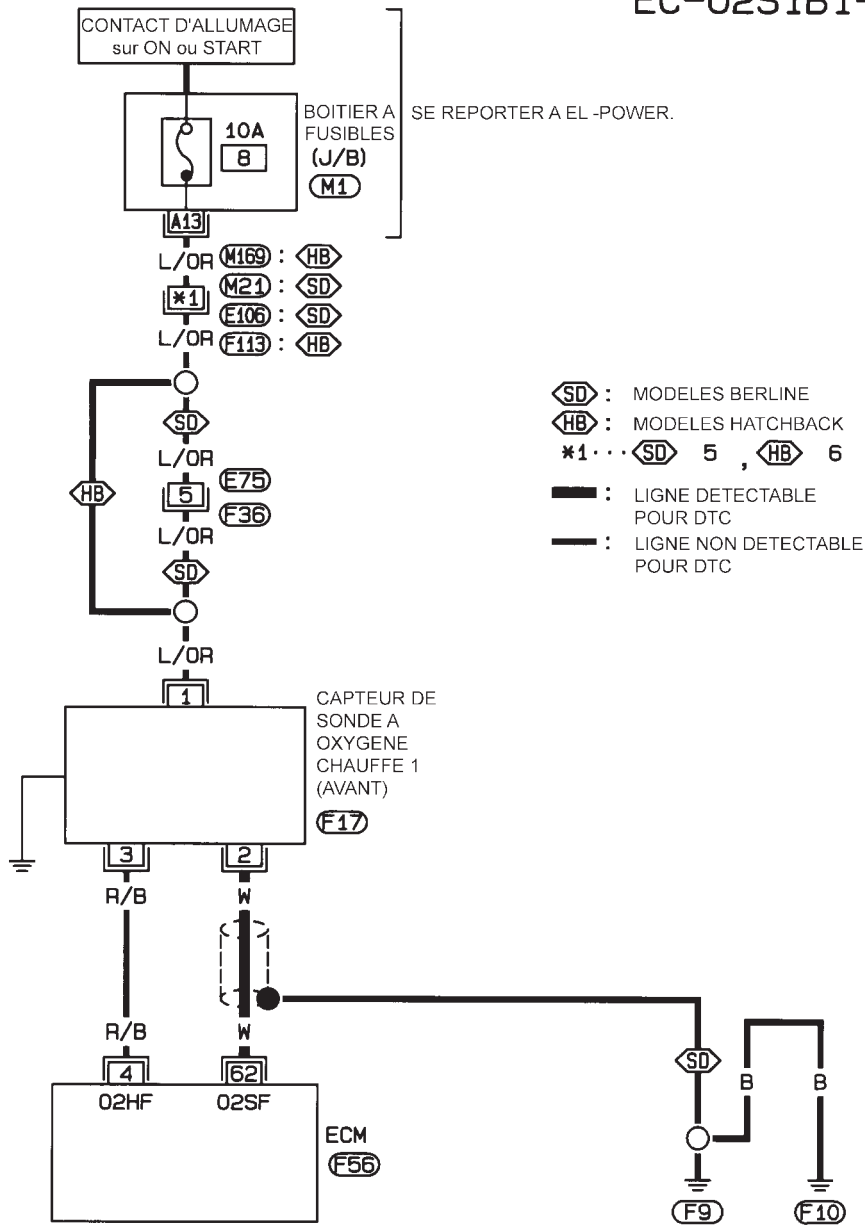 EC-O2S1B1-
CONTACT D'ALLUMAGE
sur ON ou START
BOITIER A
FUSIBLES
(J/B)
M1
SE REPORTER A EL -POWER.
10A
8
A13
L/OR
M169 : HB
*1
M21 : SD
E106 : SD
L/OR
F113 : HB
SD : MODELES BERLINE
HB : MODELES HATCHBACK
*1··· SD 5 , HB 6
: LIGNE DETECTABLE
POUR DTC
: LIGNE NON DETECTABLE
POUR DTC
SD
L/OR
HB
5
E75
F36
L/OR
SD
L/OR
1
CAPTEUR DE
SONDE A
OXYGENE
CHAUFFE 1
(AVANT)
F17
3
2
R/B
W
R/B
W
4
62
O2HF
O2SF
ECM
F56
SD
B
B
F9
F10